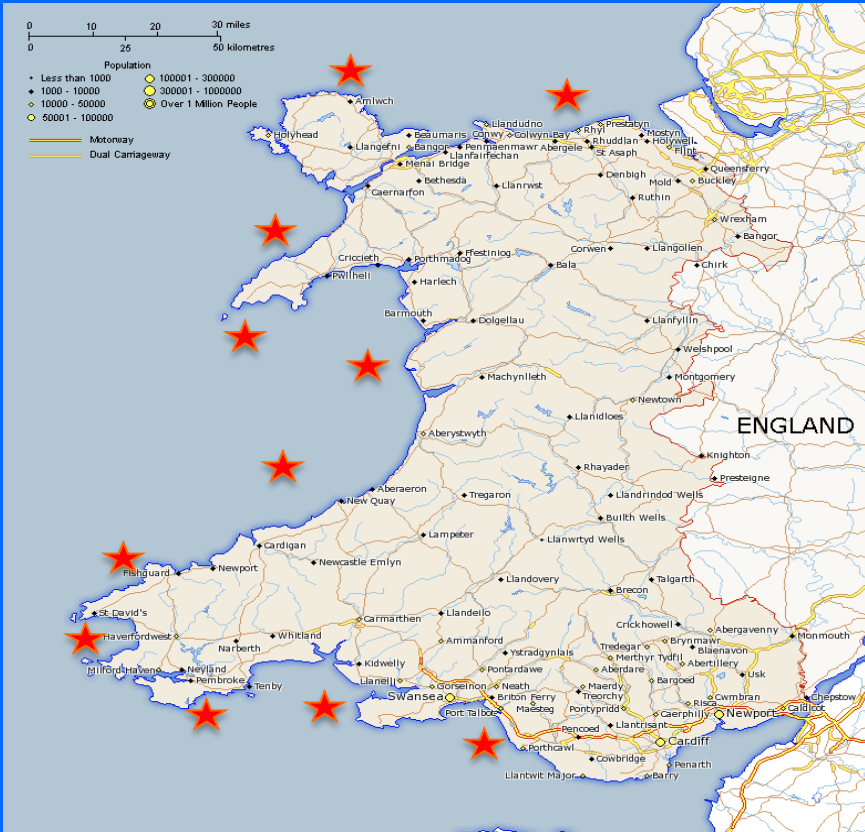 0 10 20 30 miles
0 25 50 kilometres
Population
Less than 1000
1000 - 10000
10000 - 50000
50001 - 100000
100001 - 300000
300001 - 1000000
Over 1 Million People
Motorway
Dual Carriageway
Amlwch
Holyhead
Llangefni
Beaumaris
Bangor
Menai Bridge
Llanfairfechan
Penmaenmawr
Conwy
Llandudno
Colwyn Bay
Abergele
Rhyl
Prestatyn
Rhuddlan
St Asaph
Mostyn
Holywell
Flint
Queensferry
Buckley
Mold
Denbigh
Ruthin
Bethesda
Caernarfon
Llanrwst
Wrexham
Bangor
Corwen
Llangollen
Chirk
Ffestiniog
Porthmadog
Criccieth
Pwllheli
Bala
Harlech
Barmouth
Dolgellau
Llanfyllin
Welshpool
Montgomery
Machynlleth
Newtown
Llanidloes
ENGLAND
Aberystwyth
Knighton
Rhayader
Presteigne
Aberaeron
New Quay
Tregaron
Llandrindod Wells
Builth Wells
Lampeter
Llanwrtyd Wells
Cardigan
Newcastle Emlyn
Newport
Fishguard
Llandovery
Talgarth
Brecon
St David's
Haverfordwest
Narberth
Whitland
Carmarthen
Llandello
Crickhowell
Abergavenny
Monmouth
Ammanford
Ystradgynlais
Tredegar
Brynmawr
Blaenavon
Merthyr Tydfil
Abertillery
Milford Haven
Neyland
Pembroke
Tenby
Kidwelly
Llanelli
Pontardawe
Aberdare
Bargoed
Usk
Gorseinon
Swansea
Neath
Briton Ferry
Maesteg
Port Talbot
Maerdy
Treorchy
Pontypridd
Risca
Cwmbran
Chepstow
Caldicot
Caerphilly
Newport
Llantrisant
Pencoed
Cardiff
Porthcawl
Cowbridge
Penarth
Llantwit Major
Barry